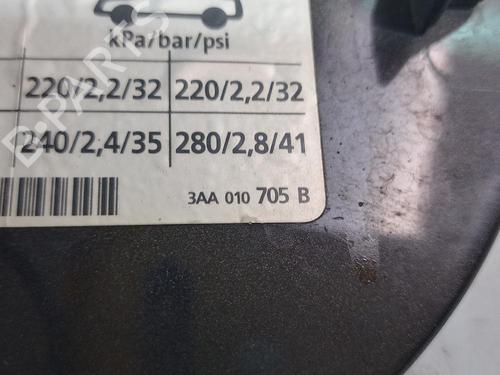 kPa/bar/psi
220/2,2/32 220/2,2/32
240/2,4/35 280/2,8/41
3AA 010 705 B
B-PARTS